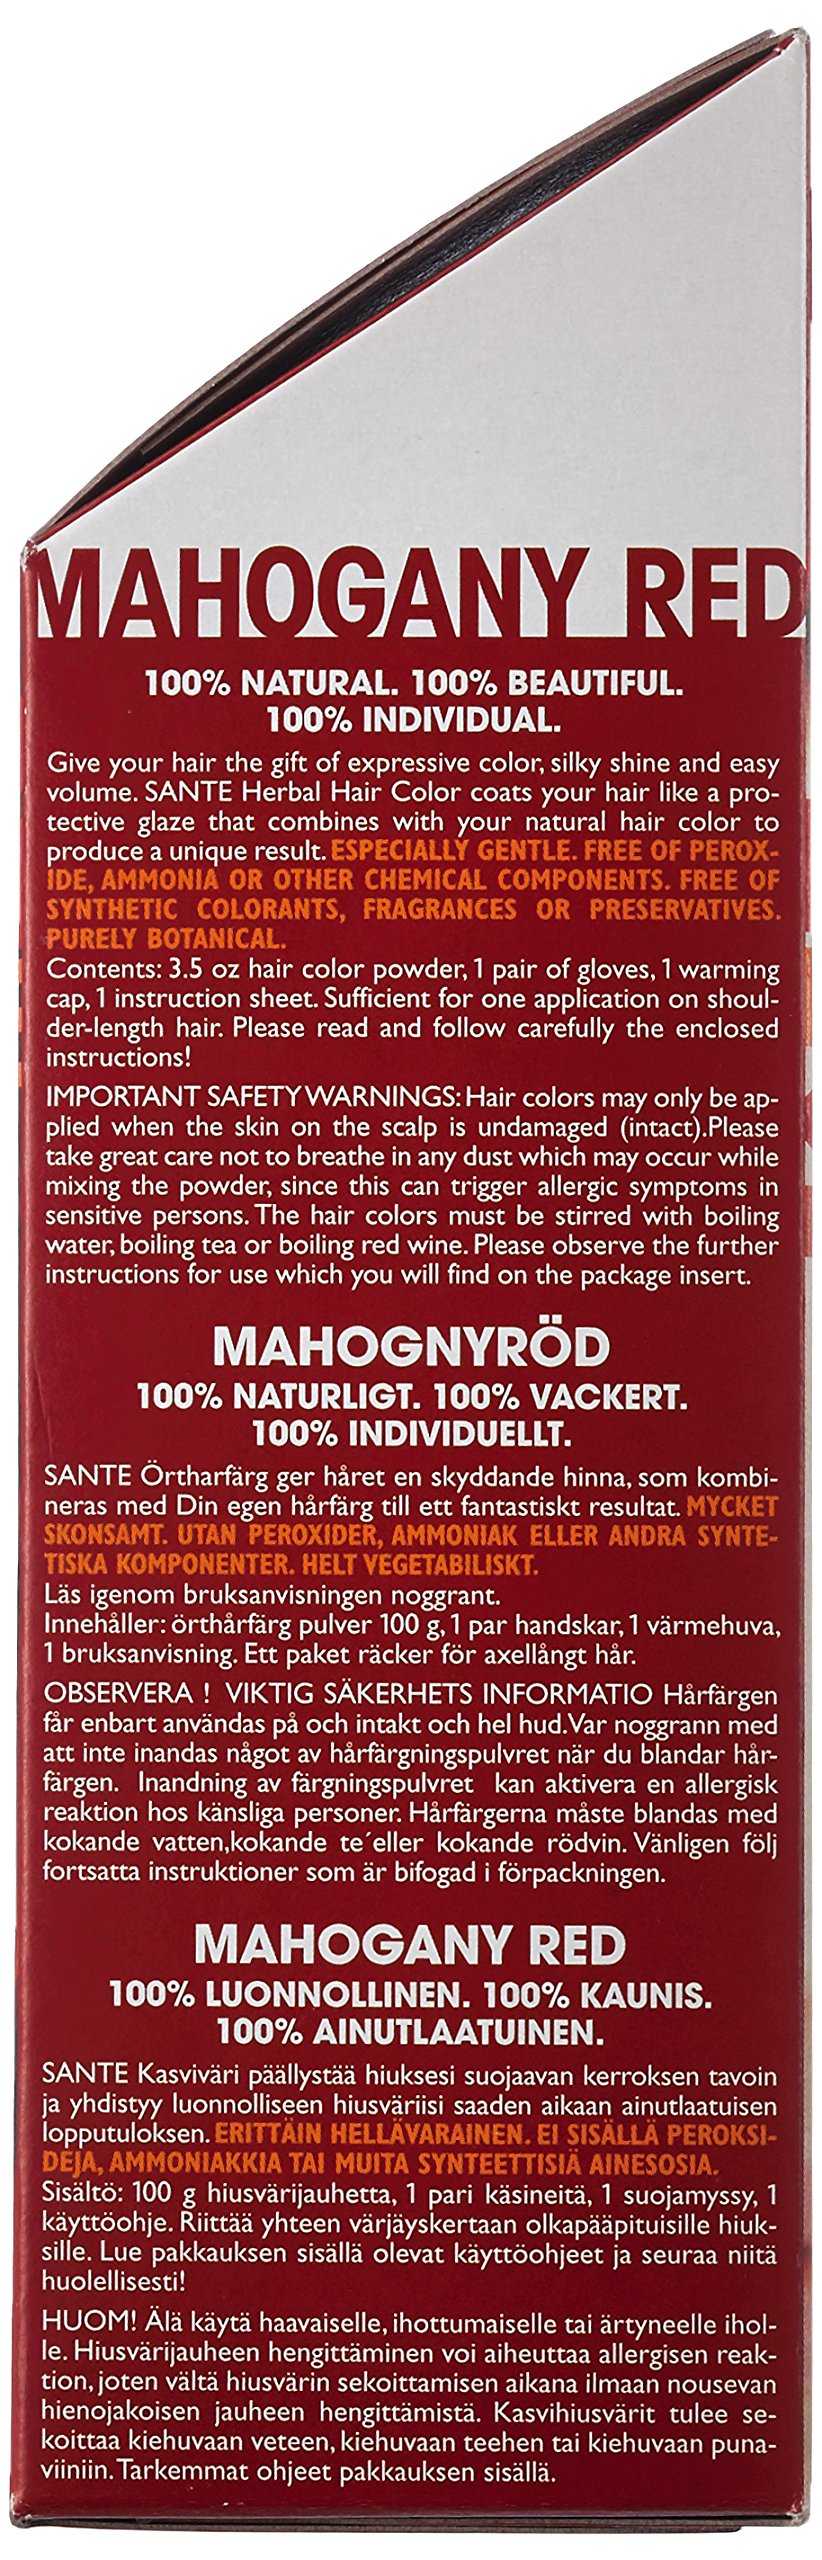 MAHOGANY RED
100% NATURAL. 100% BEAUTIFUL.
100% INDIVIDUAL.
Give your hair the gift of expressive color, silky shine and easy
volume. SANTE Herbal Hair Color coats your hair like a pro-
tective glaze that combines with your natural hair color to
produce a unique result. ESPECIALLY GENTLE. FREE OF PEROX-
IDE, AMMONIA OR OTHER CHEMICAL COMPONENTS. FREE OF
SYNTHETIC COLORANTS, FRAGRANCES OR PRESERVATIVES.
PURELY BOTANICAL.
Contents: 3.5 oz hair color powder, 1 pair of gloves, 1 warming
cap, 1 instruction sheet. Sufficient for one application on shoul-
der-length hair. Please read and follow carefully the enclosed
instructions!
IMPORTANT SAFETY WARNINGS: Hair colors may only be ap-
plied when the skin on the scalp is undamaged (intact).Please
take great care not to breathe in any dust which may occur while
mixing the powder, since this can trigger allergic symptoms in
sensitive persons. The hair colors must be stirred with boiling
water, boiling tea or boiling red wine. Please observe the further
instructions for use which you will find on the package insert.
MAHOGNYRÖD
100% NATURLIGT. 100% VACKERT.
100% INDIVIDUELLT.
SANTE Örtharfärg ger håret en skyddande hinna, som kombi-
neras med Din egen hårfärg till ett fantastiskt resultat. MYCKET
SKONSAMT. UTAN PEROXIDER, AMMONIAK ELLER ANDRA SYNTE-
TISKA KOMPONENTER. HELT VEGETABILISKT.
Läs igenom bruksanvisningen noggrant.
Innehåller: örthårfärg pulver 100 g, 1 par handskar, 1 värmehuva,
1 bruksanvisning. Ett paket räcker för axellångt hår.
OBSERVERA ! VIKTIG SÄKERHETS INFORMATIO Hårfärgen
får enbart användas på och intakt och hel hud.Var noggrann med
att inte inandas något av hårfärgningspulvret när du blandar hår-
färgen. Inandning av färgningspulvret kan aktivera en allergisk
reaktion hos känsliga personer. Hårfärgerna måste blandas med
kokande vatten,kokande te´eller kokande rödvin. Vänligen följ
fortsatta instruktioner som är bifogad i förpackningen.
MAHOGANY RED
100% LUONNOLLINEN. 100% KAUNIS.
100% AINUTLAATUINEN.
SANTE Kasviväri päällystää hiuksesi suojaavan kerroksen tavoin
ja yhdistyy luonnolliseen hiusväriisi saaden aikaan ainutlaatuisen
lopputuloksen. ERITTÄIN HELLÄVARAINEN. EI SISÄLLÄ PEROKSI-
DEJA, AMMONIAKKIA TAI MUITA SYNTEETTISIÄ AINESOSIA.
Sisältö: 100 g hiusvärijauhetta, 1 pari käsineitä, 1 suojamyssy, 1
käyttöohje. Riittää yhteen värjäyskertaan olkapääpituisille hiuk-
sille. Lue pakkauksen sisällä olevat käyttöohjeet ja seuraa niitä
huolellisesti!
HUOM! Älä käytä haavaiselle, ihottumaiselle tai ärtyneelle ihol-
le. Hiusvärijauheen hengittäminen voi aiheuttaa allergisen reak-
tion, joten vältä hiusvärin sekoittamisen aikana ilmaan nousevan
hienojakoisen jauheen hengittämistä. Kasvihiusvärit tulee se-
koittaa kiehuvaan veteen, kiehuvaan teehen tai kiehuvaan puna-
viiniin. Tarkemmat ohjeet pakkauksen sisällä.